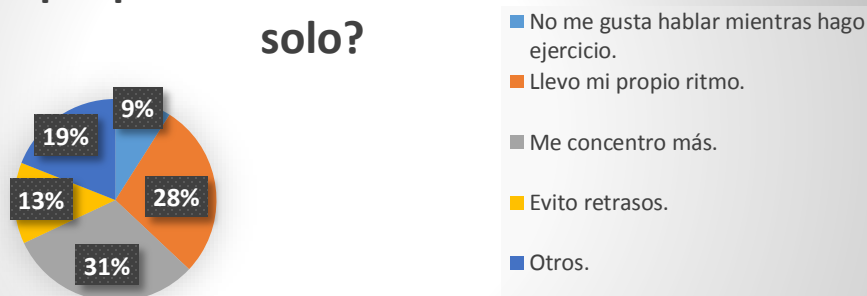 solo?
No me gusta hablar mientras hago
ejercicio.
Llevo mi propio ritmo.
Me concentro más.
Evito retrasos.
Otros.
9%
19%
28%
13%
31%